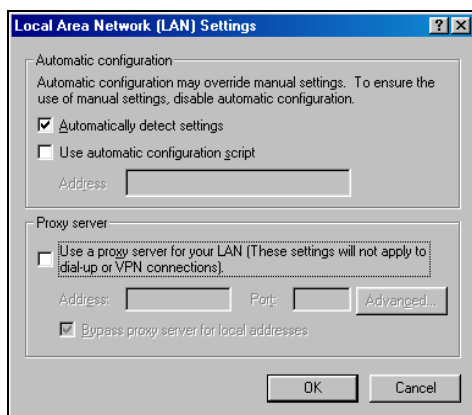 Local Area Network (LAN) Settings
Automatic configuration
Automatic configuration may override manual settings. To ensure the
use of manual settings, disable automatic configuration.
Automatically detect settings
Use automatic configuration script
Address
Proxy server
Use a proxy server for your LAN (These settings will not apply to
dial-up or VPN connections).
Address:
Port:
Advanced...
Bypass proxy server for local addresses
OK
Cancel